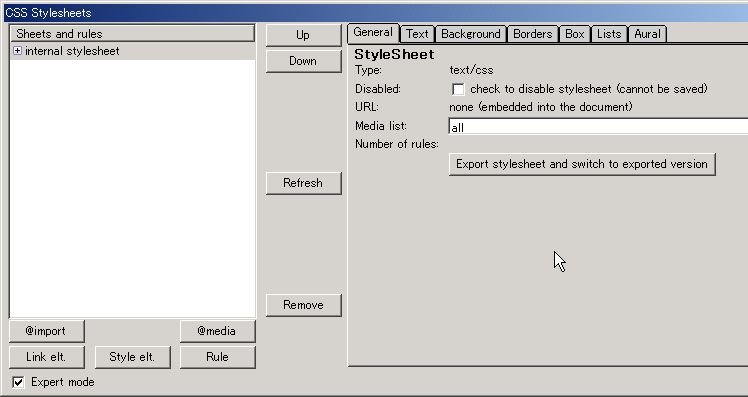 CSS Stylesheets
Sheets and rules
internal stylesheet
Up
Down
Refresh
Remove
@import
@media
Link elt.
Style elt.
Rule
Expert mode
General Text Background Borders Box Lists Aural
StyleSheet
Type: text/css
Disabled: check to disable stylesheet (cannot be saved)
URL: none (embedded into the document)
Media list: all
Number of rules:
Export stylesheet and switch to exported version